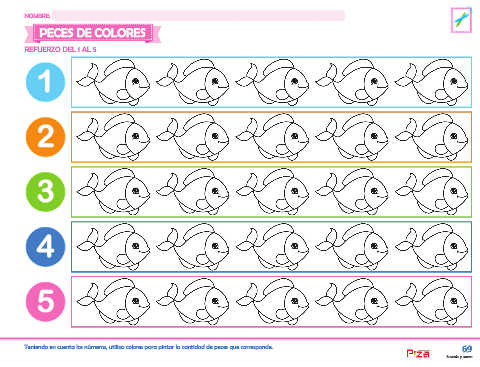 NOMBRE
PECES DE COLORES
REFUERZO DEL 1 AL 5
1
2
3
4
5
Teniendo en cuenta los números, utiliza colores para pintar la cantidad de peces que corresponde.
69